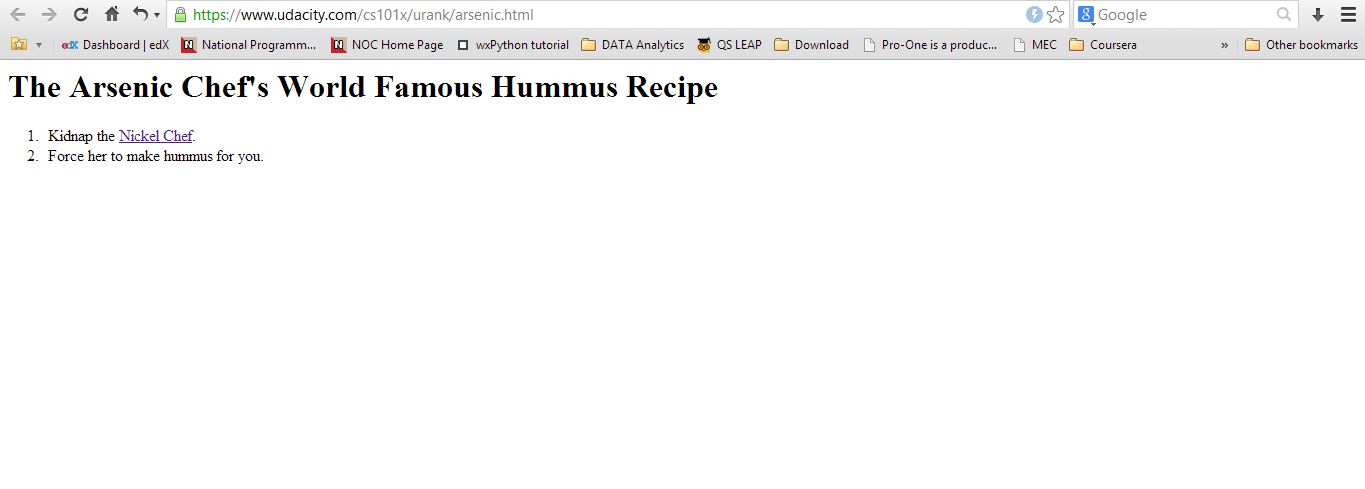 https://www.udacity.com/cs101x/urank/arsenic.html
Google
Dashboard | edX
National Programm...
NOC Home Page
wxPython tutorial
DATA Analytics
QS LEAP
Download
Pro-One is a produc...
MEC
Coursera
»
Other bookmarks
The Arsenic Chef's World Famous Hummus Recipe
1. Kidnap the Nickel Chef.
2. Force her to make hummus for you.